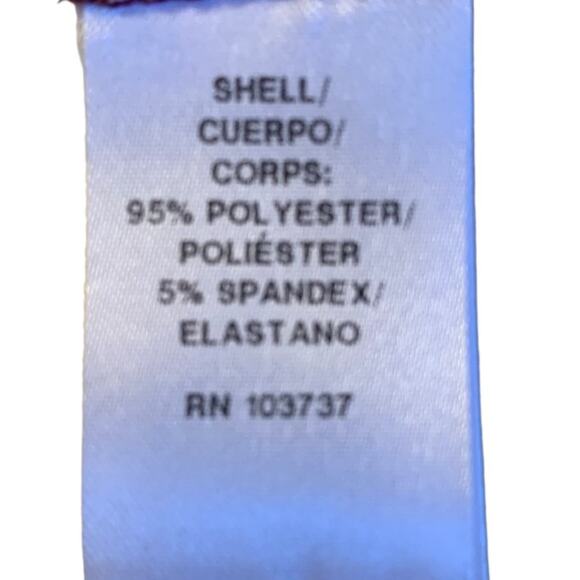 SHELL/
CUERPO/
CORPS:
95% POLYESTER/
POLIÉSTER
5% SPANDEX/
ELASTANO
RN 103737